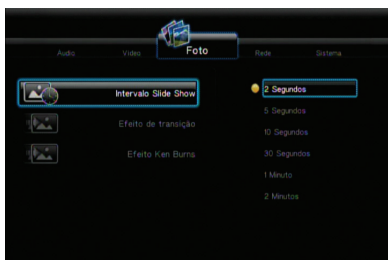 Audio Video Foto Rede Sistema
Intervalo Slide Show
Efeito de transição
Efeito Ken Burns
2 Segundos
5 Segundos
10 Segundos
30 Segundos
1 Minuto
2 Minutos